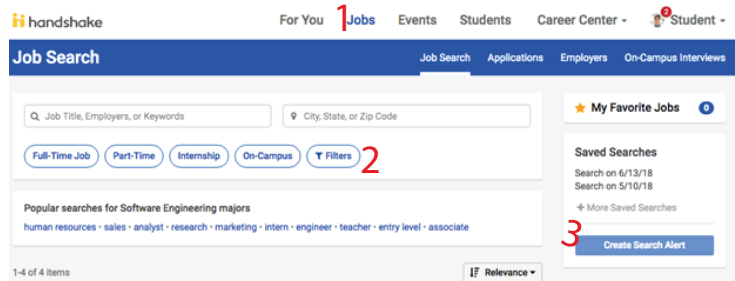 handshake For You 1 Jobs Events Students Career Center 2 Student
Job Search Job Search Applications Employers On-Campus Interviews
Job Title, Employers, or Keywords City, State, or Zip Code My Favorite Jobs 0
Full-Time Job Part-Time Internship On-Campus Filters 2
Saved Searches
Search on 6/13/18
Search on 5/10/18
+ More Saved Searches
Popular searches for Software Engineering majors
human resources - sales - analyst - research - marketing - intern - engineer - teacher - entry level - associate
3 Create Search Alert
1-4 of 4 items Relevance